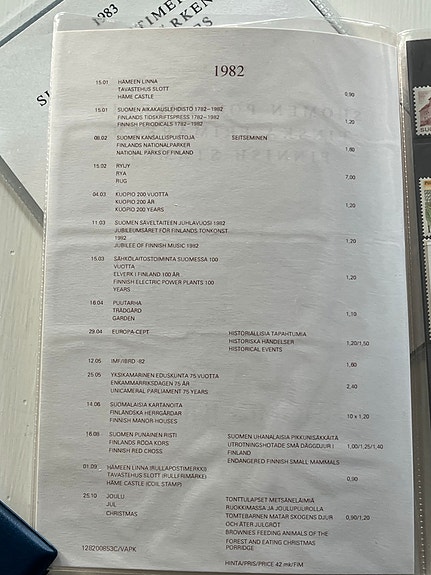 1983
1982
15.01 HÄMEEN LINNA
TAVASTEHUS SLOTT
HÄME CASTLE 0,90
15.01 SUOMEN AIKAKAUSLEHDISTÖ 1782–1982
FINLANDS TIDSKRIFTSPRESS 1782–1982
FINNISH PERIODICALS 1782–1982 1,20
08.02 SUOMEN KANSALLISPUISTOJA SEITSEMINEN
FINLANDS NATIONALPARKER
NATIONAL PARKS OF FINLAND 1,60
15.02 RYIJY
RYA
RUG 7,00
04.03 KUOPIO 200 VUOTTA
KUOPIO 200 ÅR
KUOPIO 200 YEARS 1,20
11.03 SUOMEN SÄVELTAITEEN JUHLAVUOSI 1982
JUBILEUMSÅRET FÖR FINLANDS TONKONST
1982
JUBILEE OF FINNISH MUSIC 1982 1,20
15.03 SÄHKÖLAITOSTOIMINTA SUOMESSA 100
VUOTTA
ELVERK I FINLAND 100 ÅR
FINNISH ELECTRIC POWER PLANTS 100
YEARS 1,20
18.04 PUUTARHA
TRÄDGÅRD
GARDEN 1,10
29.04 EUROPA-CEPT HISTORIALLISIA TAPAHTUMIA
HISTORISKA HÄNDELSER
HISTORICAL EVENTS 1,20/1,50
12.05 IMF/IBRD -82 1,60
25.05 YKSIKAMARINEN EDUSKUNTA 75 VUOTTA
ENKAMMARRIKSDAGEN 75 ÅR
UNICAMERAL PARLIAMENT 75 YEARS 2,40
14.06 SUOMALAISIA KARTANOITA
FINLÄNDSKA HERRGÅRDAR
FINNISH MANOR HOUSES 10 x 1,20
16.08 SUOMEN PUNAINEN RISTI SUOMEN UHANALAISIA PIKKUNISÄKKÄITÄ
FINLANDS RÖDA KORS UTROTNINGSHOTADE SMÅ DÄGGDJUR I
FINNISH RED CROSS FINLAND 1,00/1,25/1,40
ENDANGERED FINNISH SMALL MAMMALS
01.09 HÄMEEN LINNA (RULLAPOSTIMERKKI)
TAVASTEHUS SLOTT (RULLFRIMÄRKE)
HÄME CASTLE (COIL STAMP) 0,90
25.10 JOULU TONTTULAPSET METSÄNELÄIMIÄ
JUL RUOKKIMASSA JA JOULUPUUROLLA
CHRISTMAS TOMTEBARNEN MATAR SKOGENS DJUR 0,90/1,20
OCH ÄTER JULGRÖT
BROWNIES FEEDING ANIMALS OF THE
FOREST AND EATING CHRISTMAS
PORRIDGE
128200853C/VAPK
HINTA/PRIS/PRICE 42 mk/FIM